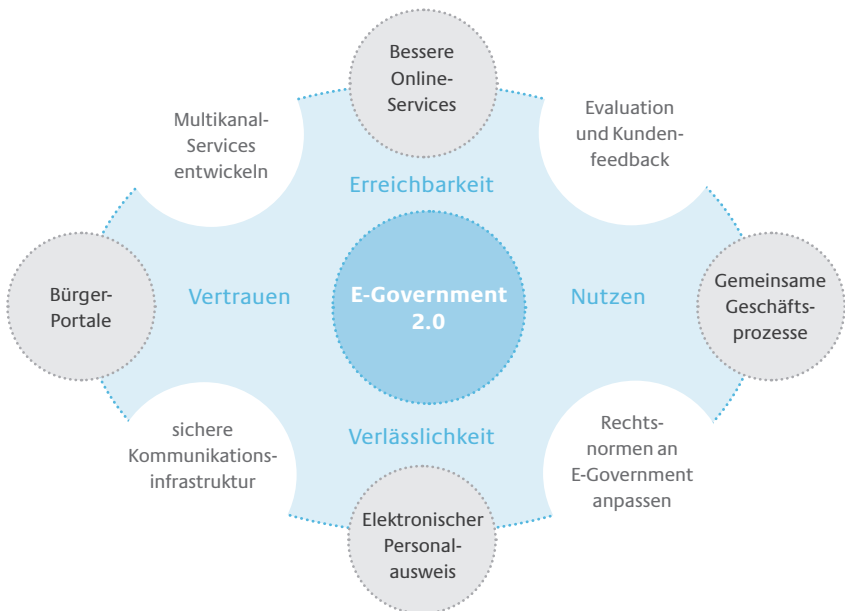 Bessere
Online-
Services
Multikanal-
Services
entwickeln
Evaluation
und Kunden-
feedback
Erreichbarkeit
Bürger-
Portale
Vertrauen
E-Government
2.0
Nutzen
Gemeinsame
Geschäfts-
prozesse
sichere
Kommunikations-
infrastruktur
Verlässlichkeit
Rechts-
normen an
E-Government
anpassen
Elektronischer
Personal-
ausweis